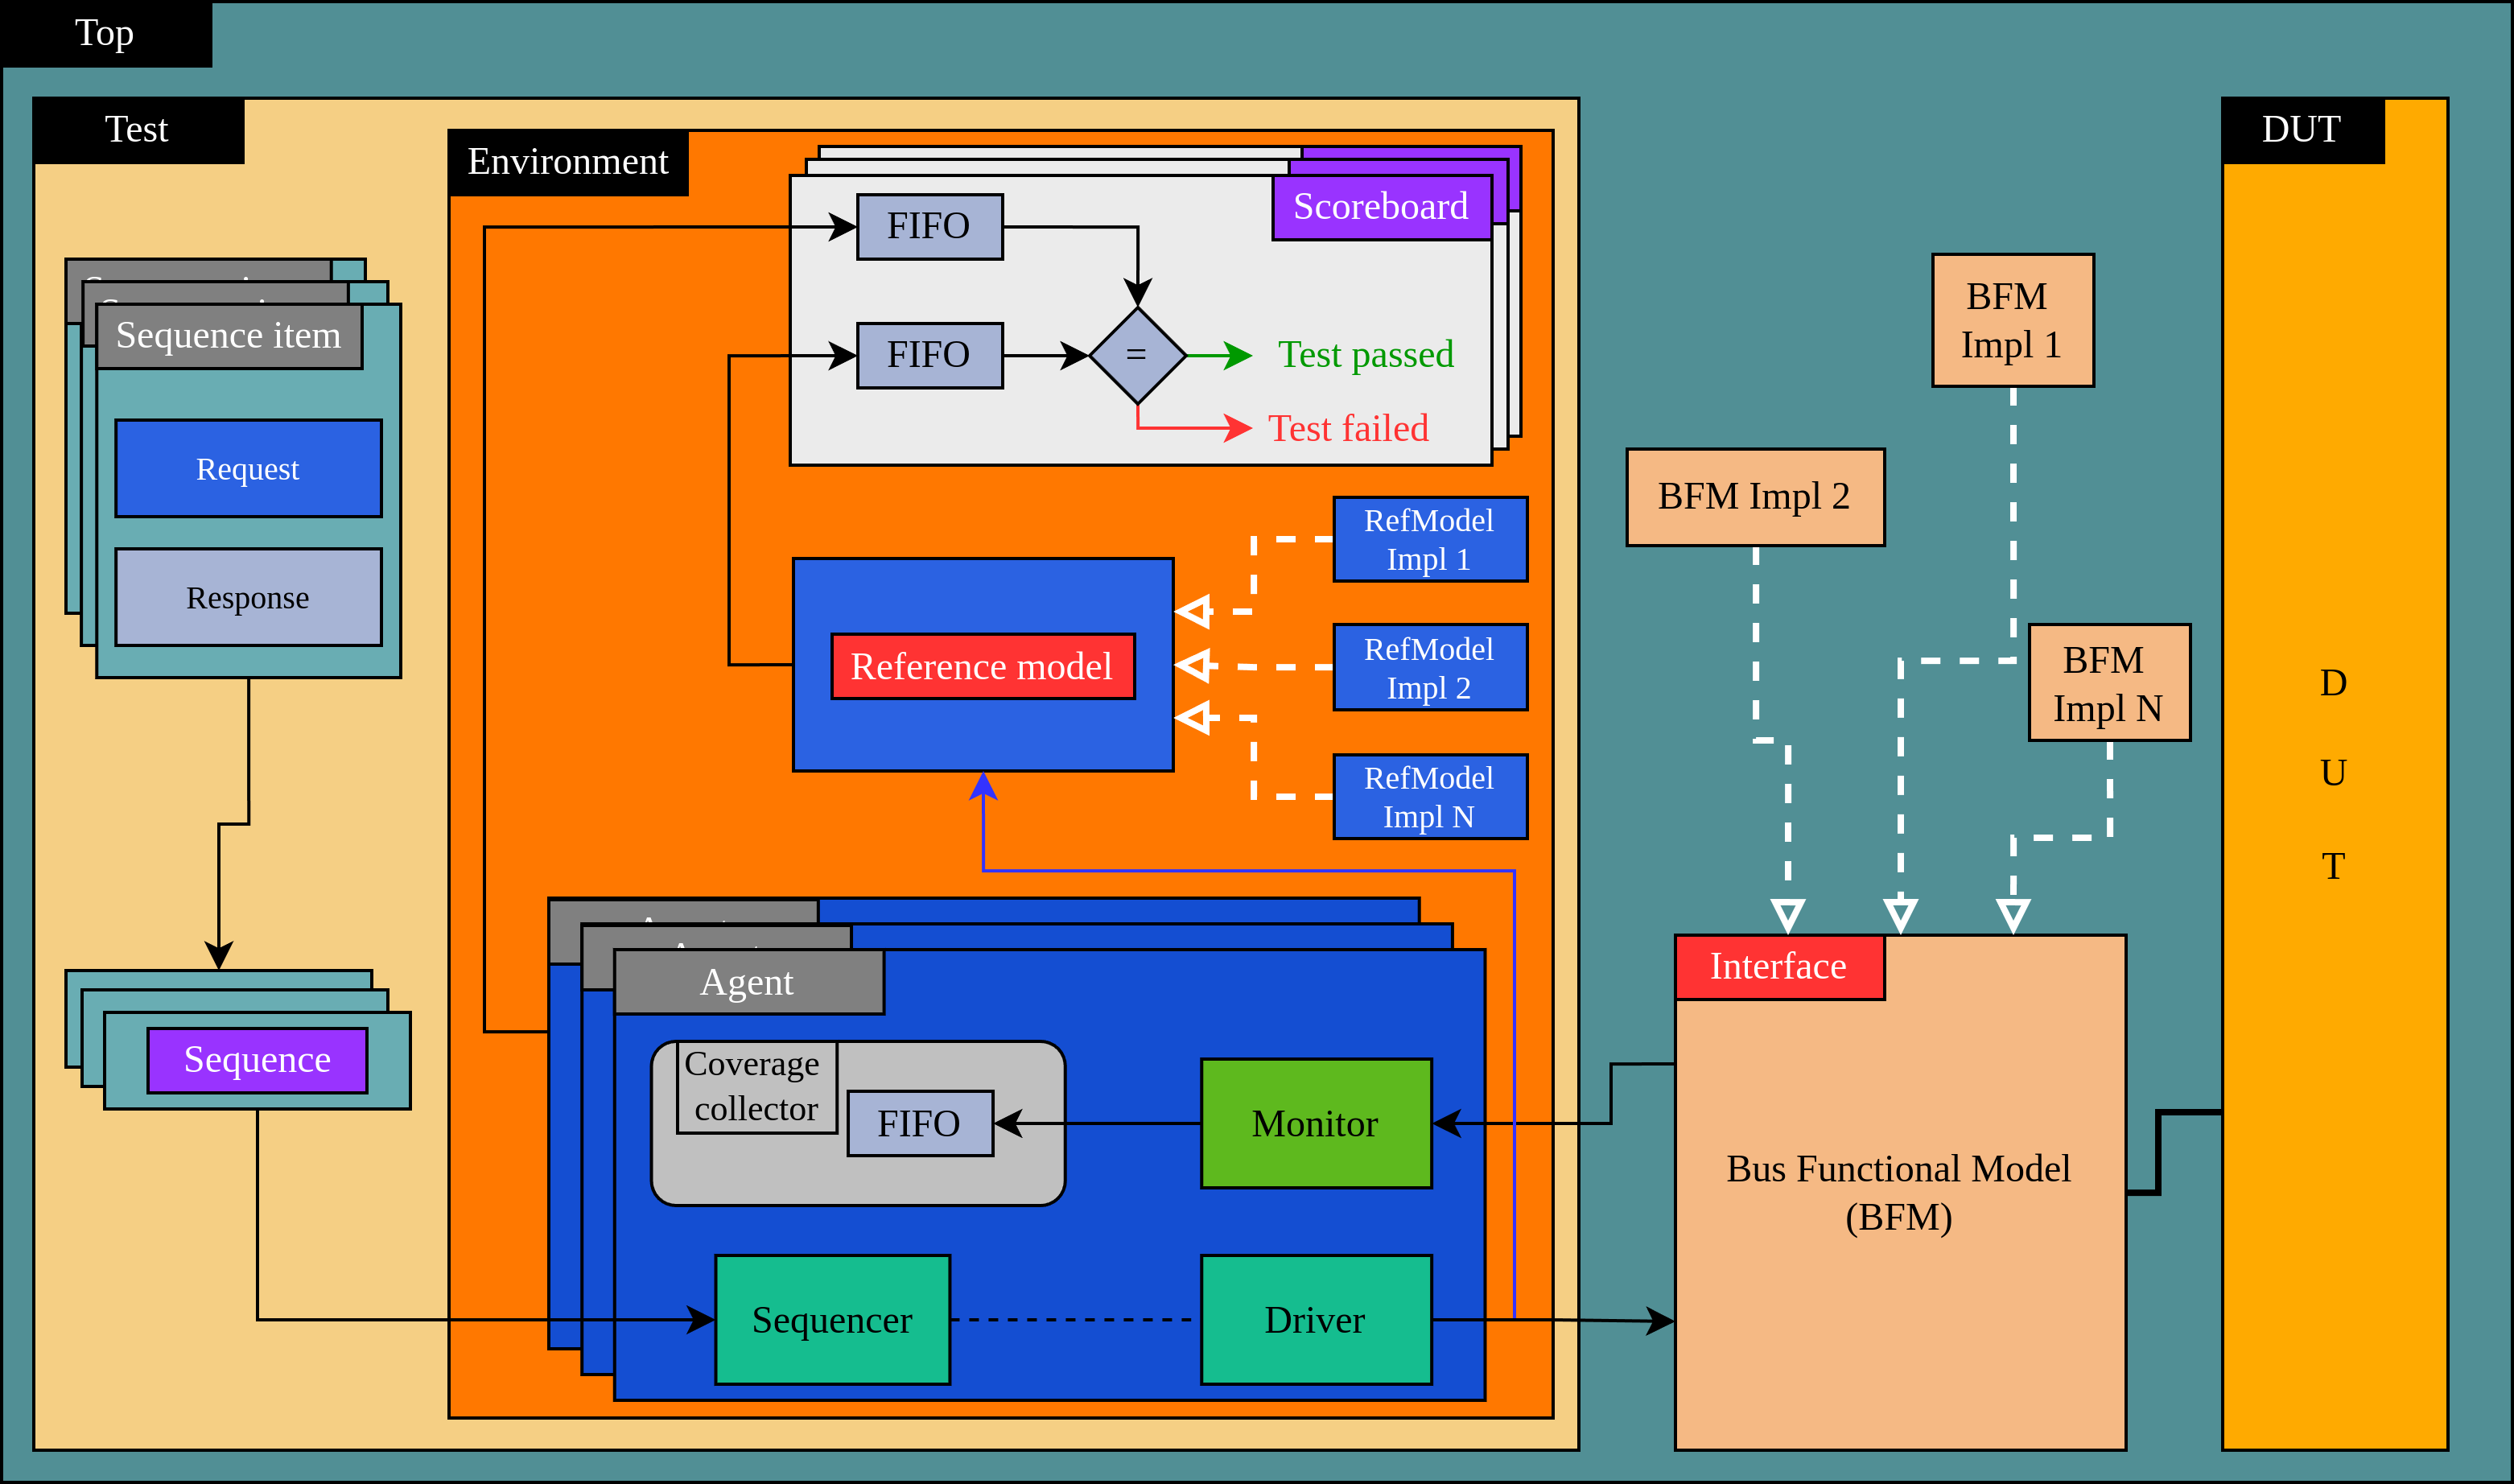 Top
Test
Environment
DUT
Scoreboard
FIFO
FIFO
=
Test passed
Test failed
Sequence item
Request
Response
Sequence
Reference model
RefModel
Impl 1
RefModel
Impl 2
RefModel
Impl N
Agent
Coverage
collector
FIFO
Monitor
Sequencer
Driver
BFM
Impl 1
BFM Impl 2
BFM
Impl N
Interface
Bus Functional Model
(BFM)
D
U
T